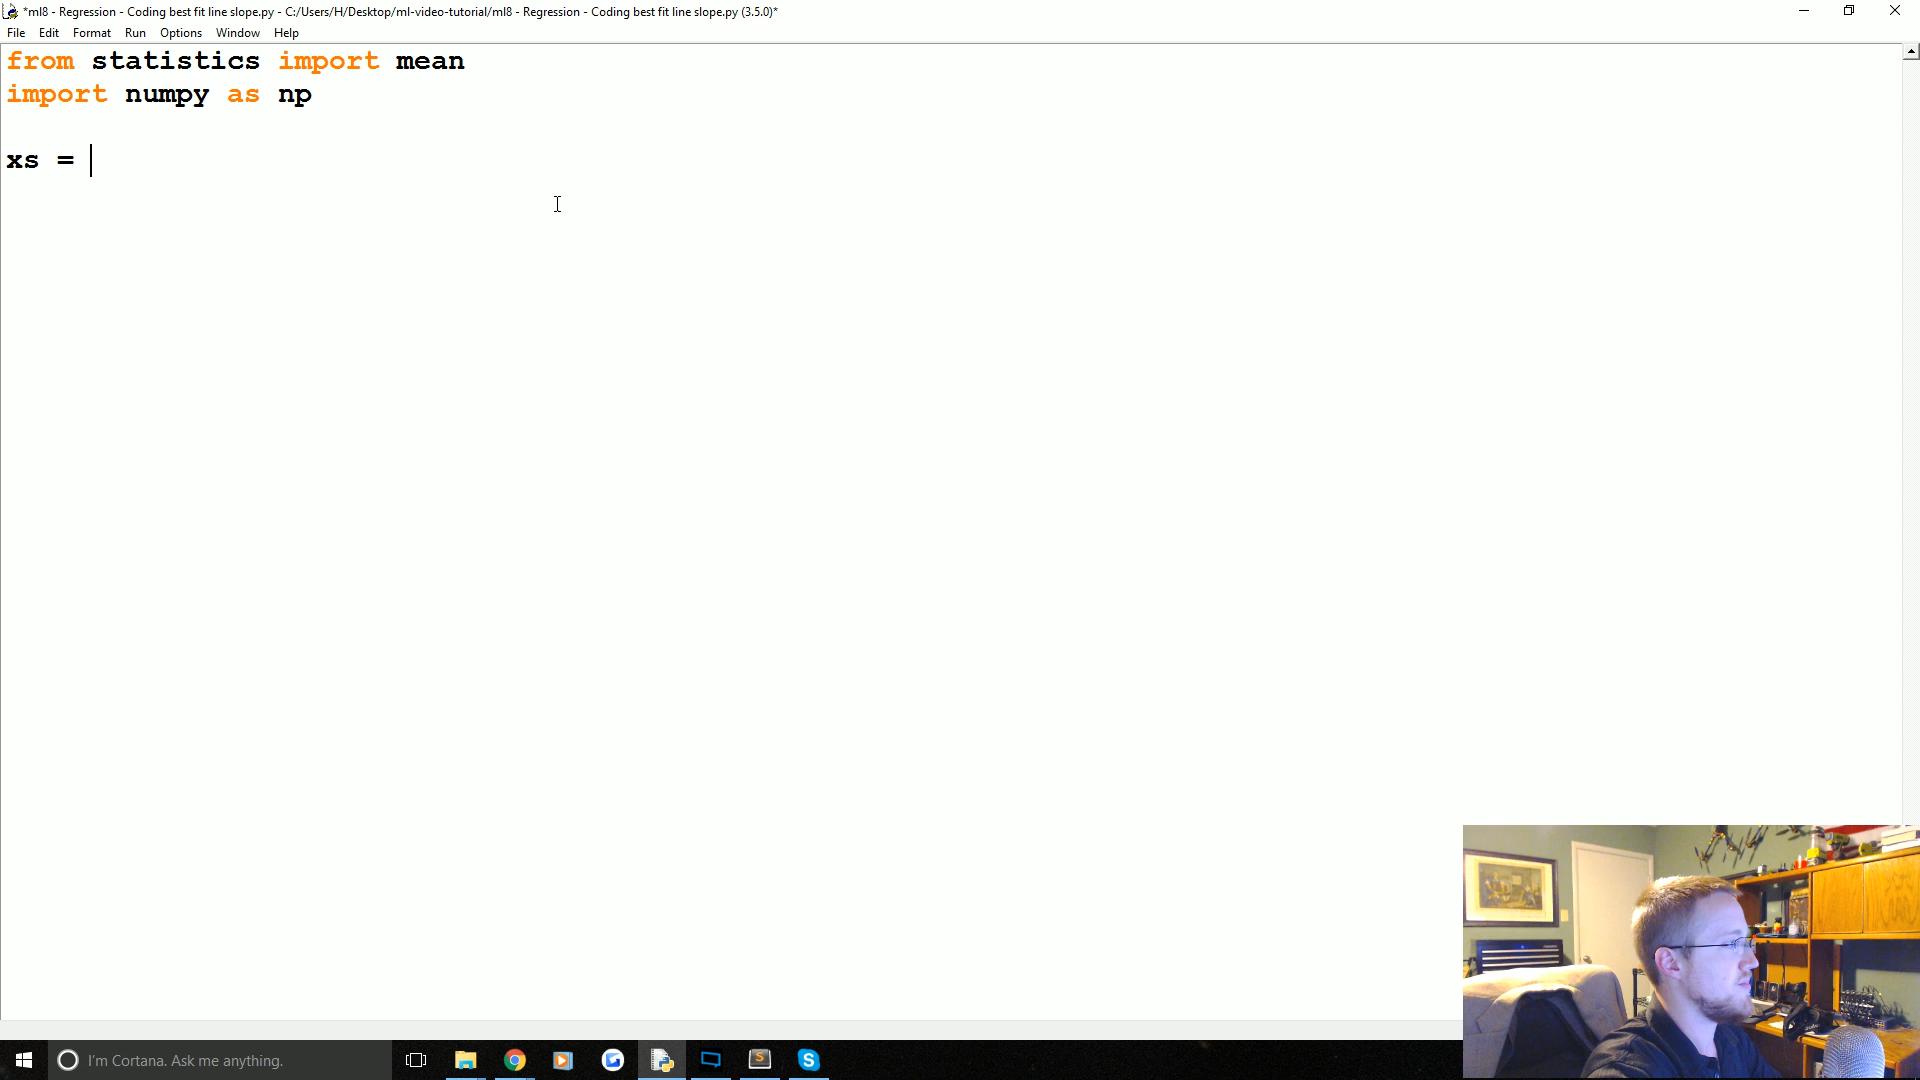 *ml8 - Regression - Coding best fit line slope.py - C:/Users/H/Desktop/ml-video-tutorial/ml8 - Regression - Coding best fit line slope.py (3.5.0)*
File Edit Format Run Options Window Help
from statistics import mean
import numpy as np
xs =
I'm Cortana. Ask me anything.